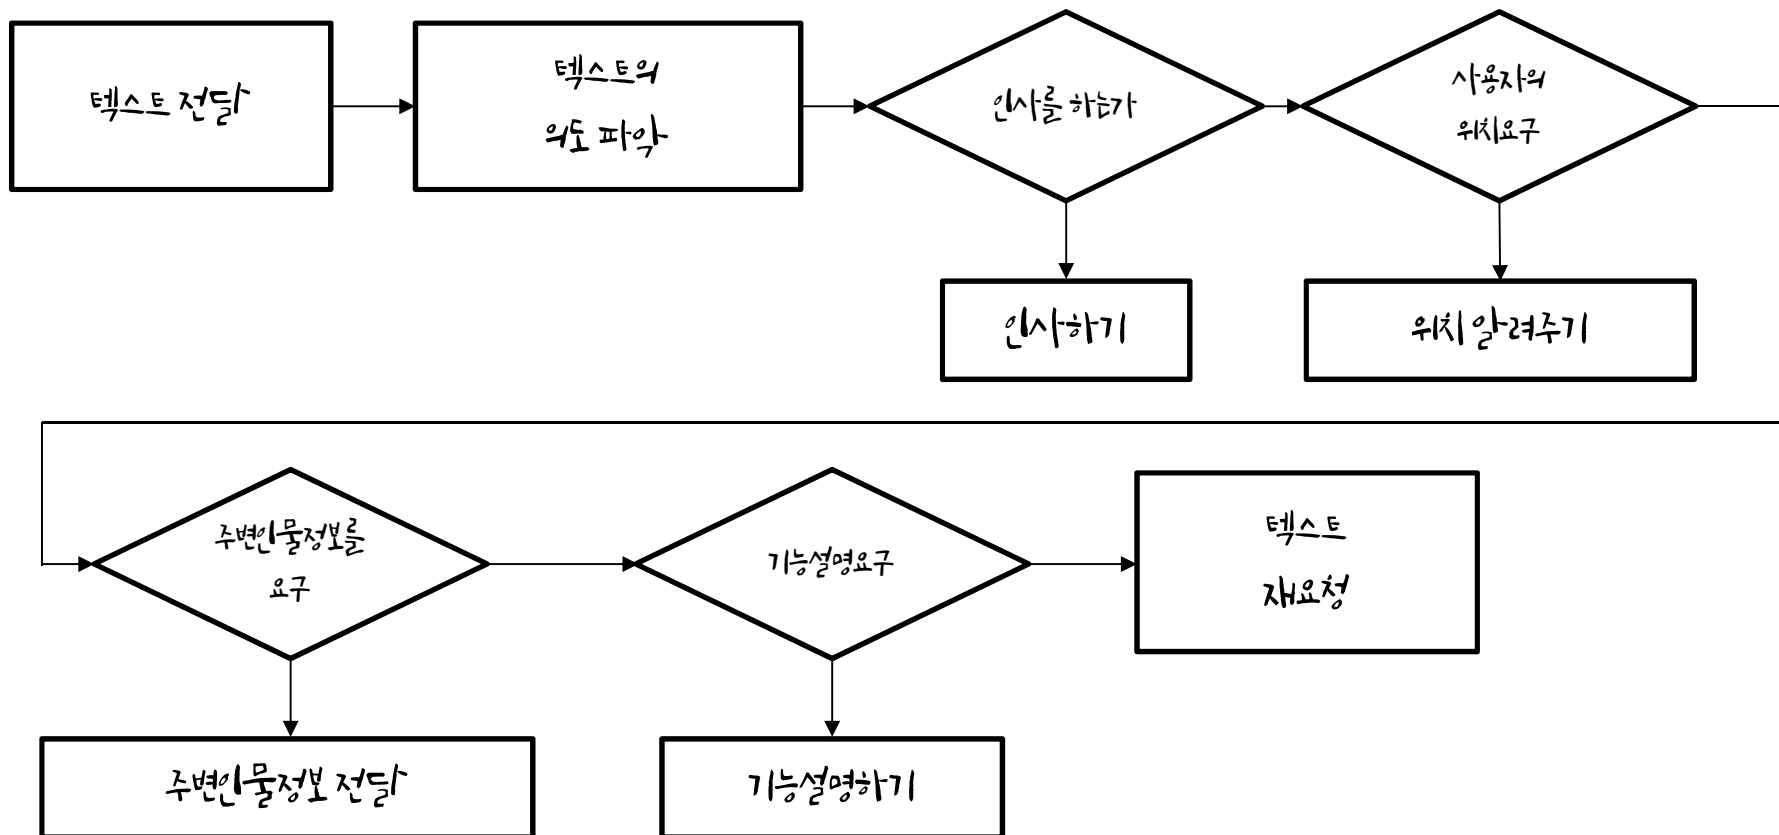 텍스트 전달
텍스트의
의도 파악
인사를 하는가
사용자의
위치요구
인사하기
위치 알려주기
주변인물정보를
요구
기능설명요구
텍스트
재요청
주변인물정보 전달
기능설명하기